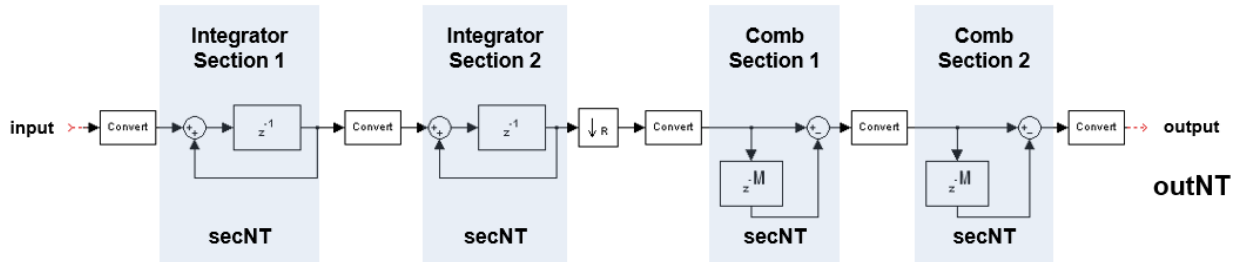 Integrator
Section 1
Integrator
Section 2
Comb
Section 1
Comb
Section 2
input
Convert
+
+
z-1
Convert
+
+
z-1
↓ R
Convert
+
−
Convert
+
−
Convert
output
z-M
z-M
outNT
secNT
secNT
secNT
secNT